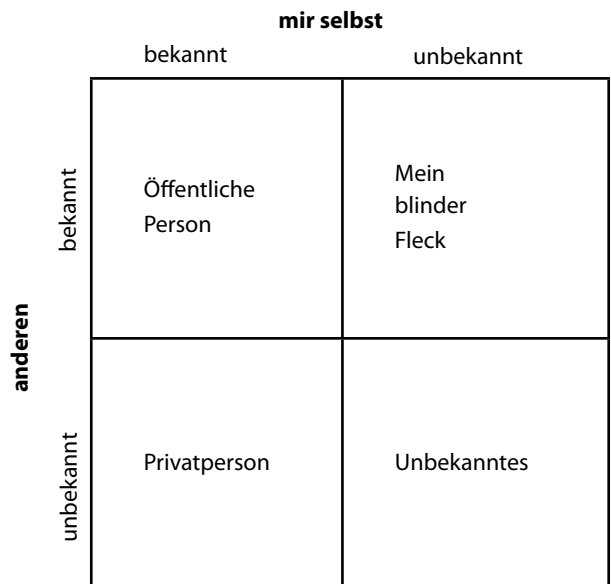 mir selbst
bekannt unbekannt
anderen
bekannt
Öffentliche
Person
Mein
blinder
Fleck
unbekannt
Privatperson
Unbekanntes